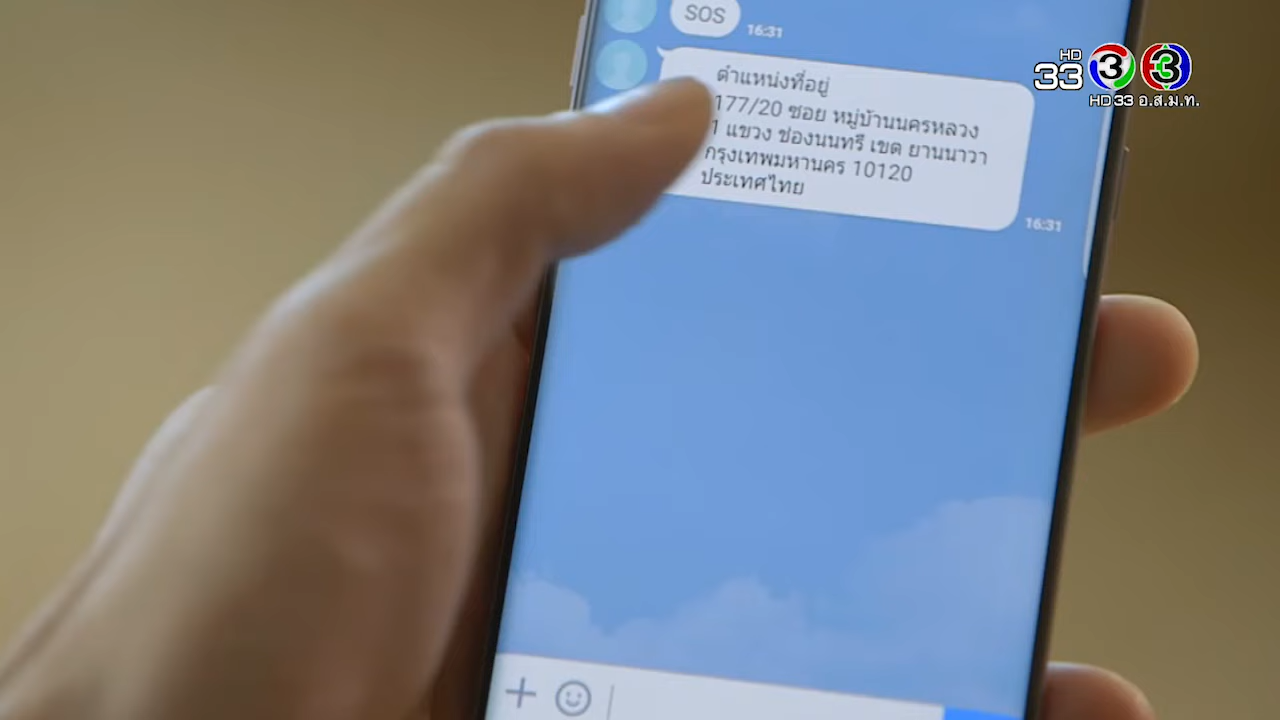 SOS
16:31
ตำแหน่งที่อยู่
177/20 ซอย หมู่บ้านนครหลวง
1 แขวง ช่องนนทรี เขต ยานนาวา
กรุงเทพมหานคร 10120
ประเทศไทย
16:31
HD
33 3 3
HD 33 อ.ส.ม.ท.